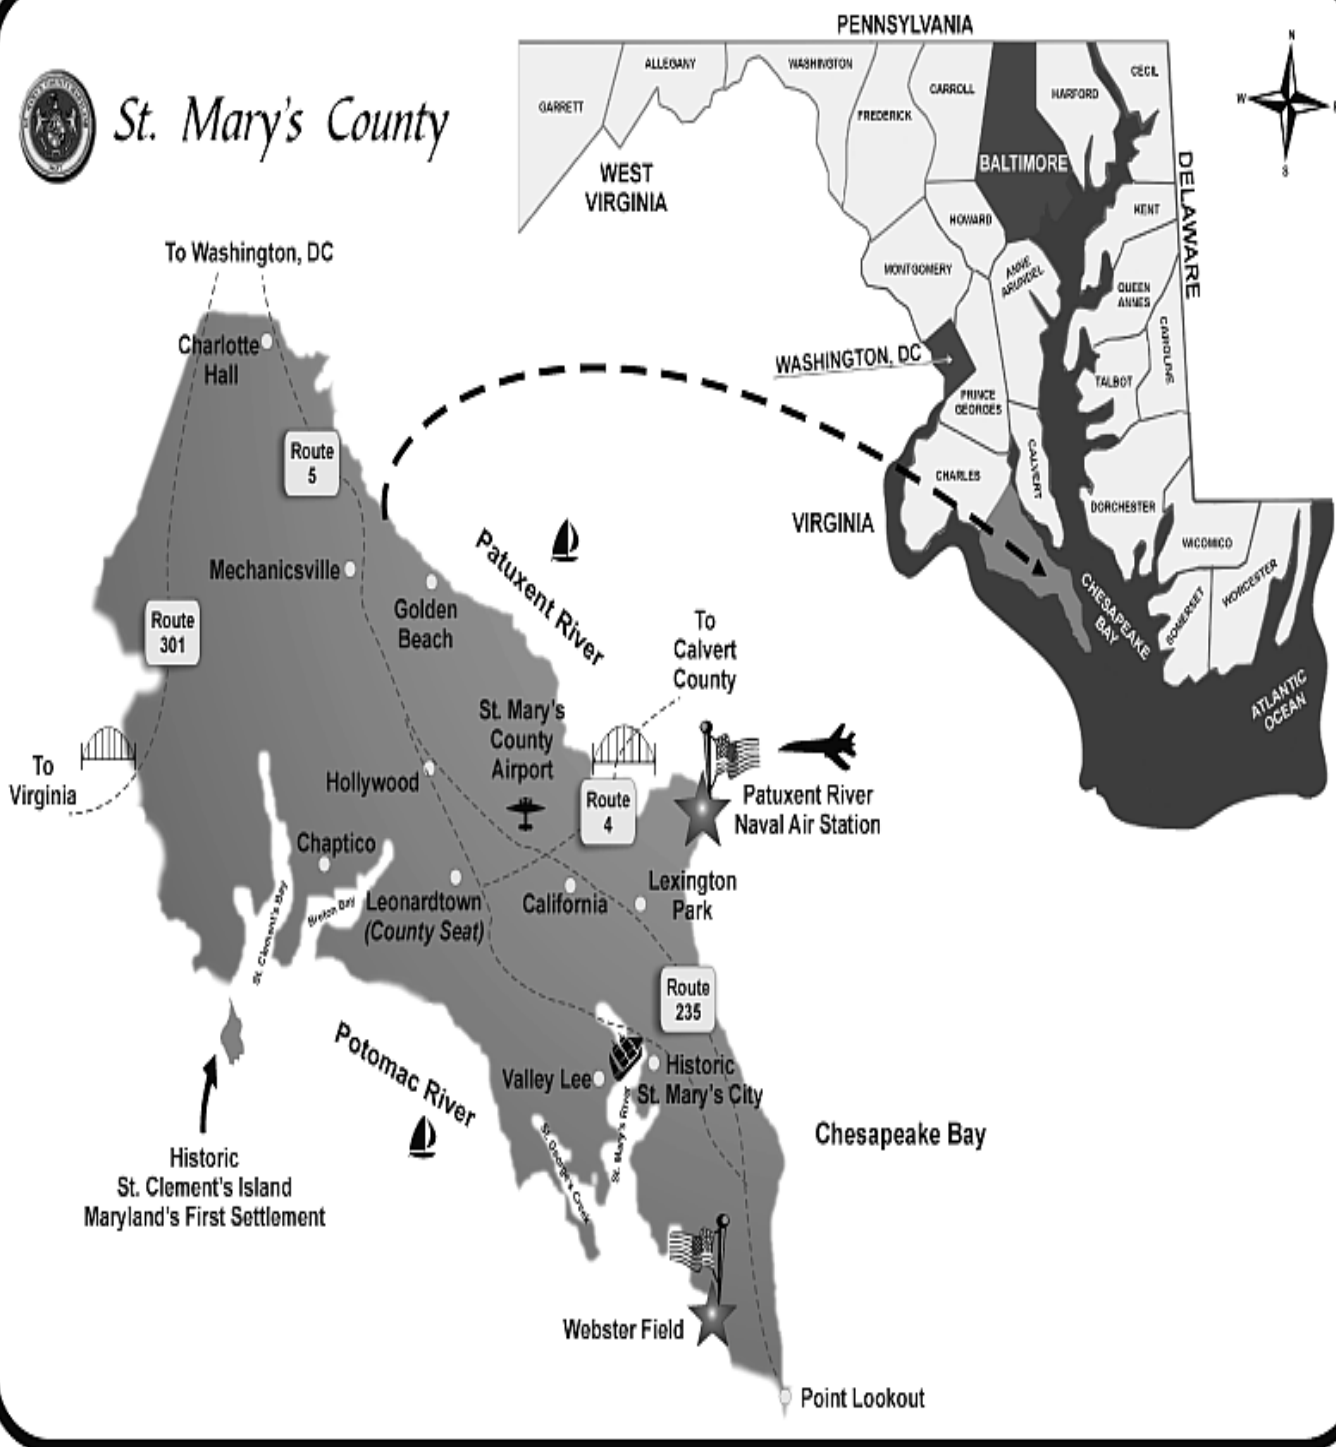 St. Mary's County
PENNSYLVANIA
GARRETT
ALLEGANY
WASHINGTON
FREDERICK
CARROLL
BALTIMORE
HARFORD
CECIL
N
W
S
WEST
VIRGINIA
DELAWARE
HOWARD
KENT
MONTGOMERY
ANNE
ARUNDEL
QUEEN
ANNES
CAROLINE
WASHINGTON, DC
TALBOT
PRINCE
GEORGES
CHARLES
CALVERT
DORCHESTER
VIRGINIA
WICOMICO
CHESAPEAKE
BAY
SOMERSET
WORCESTER
ATLANTIC
OCEAN
To Washington, DC
Charlotte
Hall
Route
5
Mechanicsville
Golden
Beach
Patuxent River
Route
301
To
Calvert
County
St. Mary's
County
Airport
To
Virginia
Hollywood
Route
4
Patuxent River
Naval Air Station
Chaptico
Leonardtown
(County Seat)
California
Lexington
Park
St. Clement's Bay
Breton Bay
Route
235
Potomac River
Valley Lee
Historic
St. Mary's City
St. Mary's River
St. George's Creek
Chesapeake Bay
Historic
St. Clement's Island
Maryland's First Settlement
Webster Field
Point Lookout